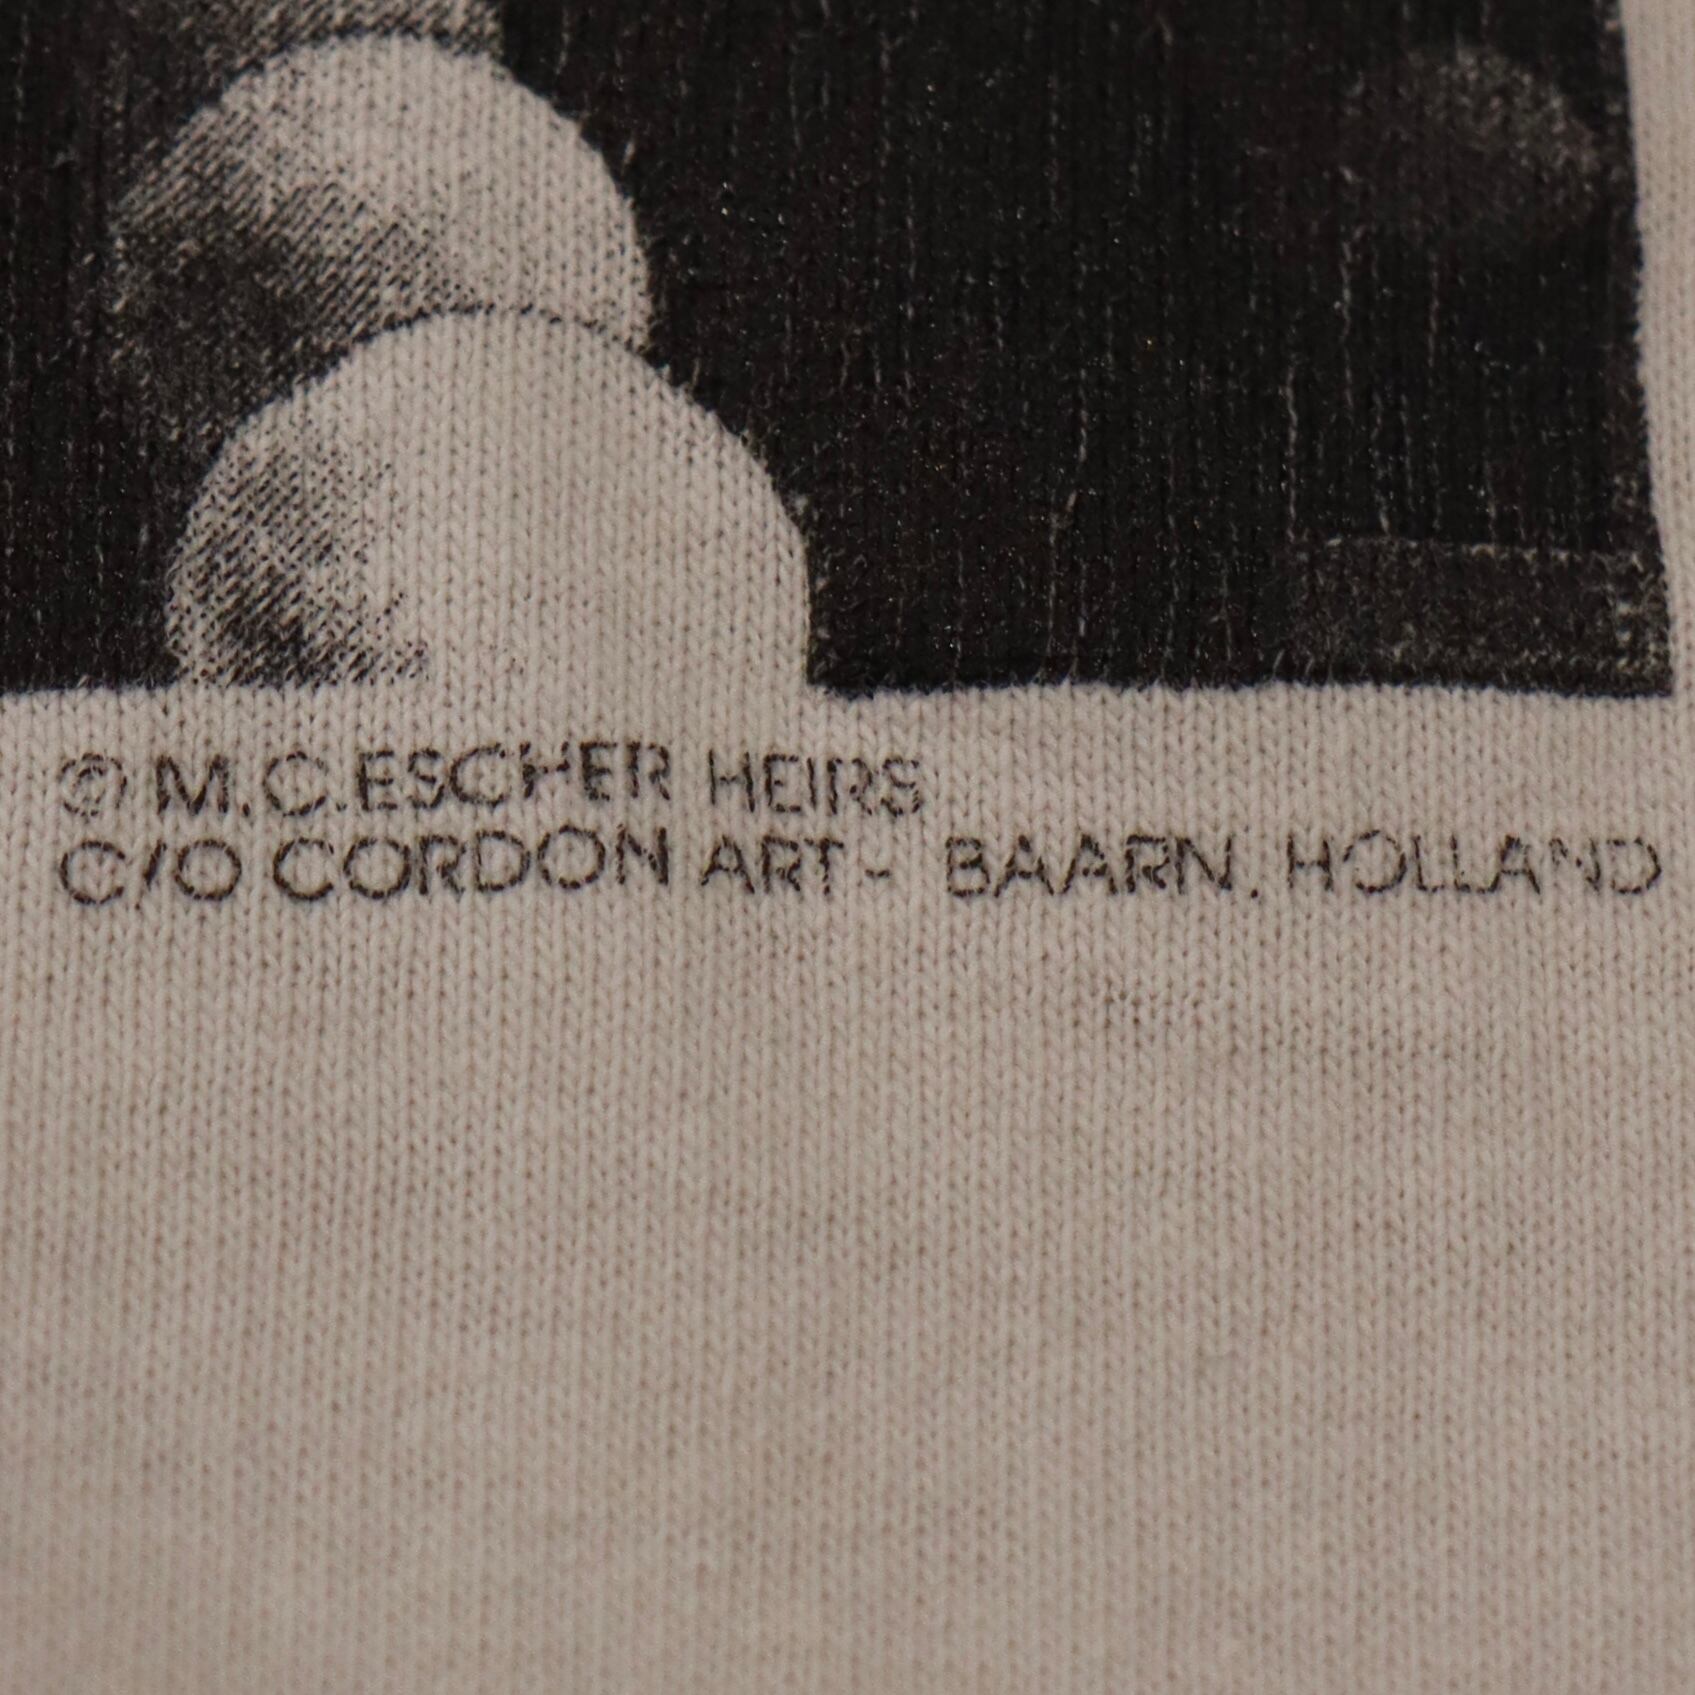 © M.C.ESCHER HEIRS
C/O CORDON ART - BAARN. HOLLAND